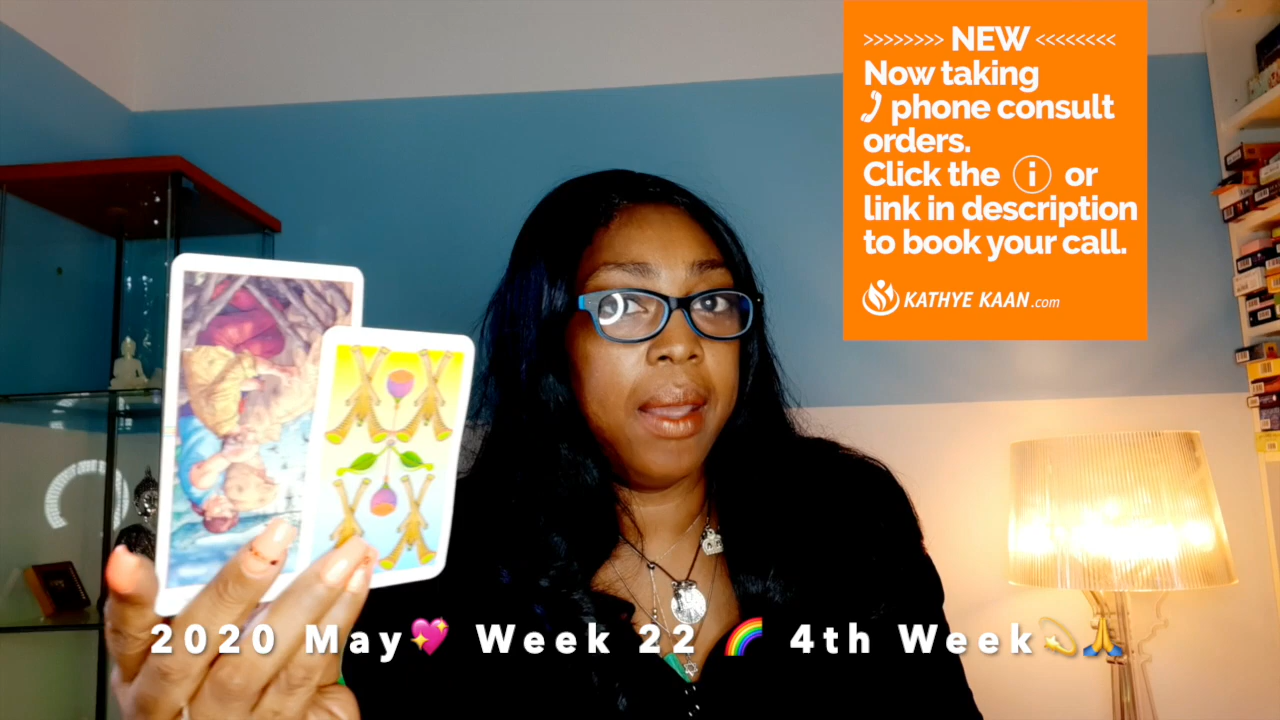 >>>>>>>> NEW <<<<<<<<
Now taking
phone consult
orders.
Click the ⓘ or
link in description
to book your call.
KATHYE KAAN.com
2020 May💖 Week 22 🌈 4th Week💫🙏